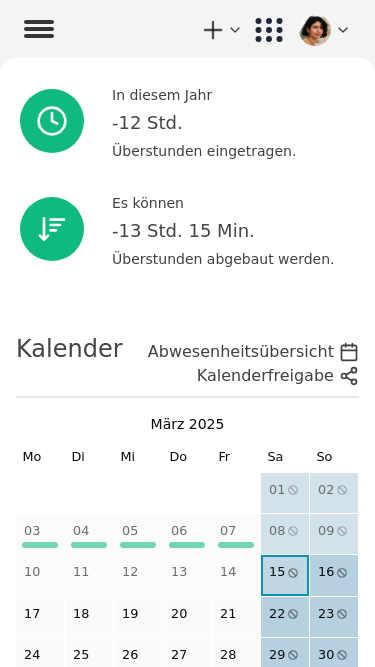 In diesem Jahr
-12 Std.
Überstunden eingetragen.
Es können
-13 Std. 15 Min.
Überstunden abgebaut werden.
Kalender
Abwesenheitsübersicht
Kalenderfreigabe
März 2025
Mo Di Mi Do Fr Sa So
01 02
03 04 05 06 07 08 09
10 11 12 13 14 15 16
17 18 19 20 21 22 23
24 25 26 27 28 29 30